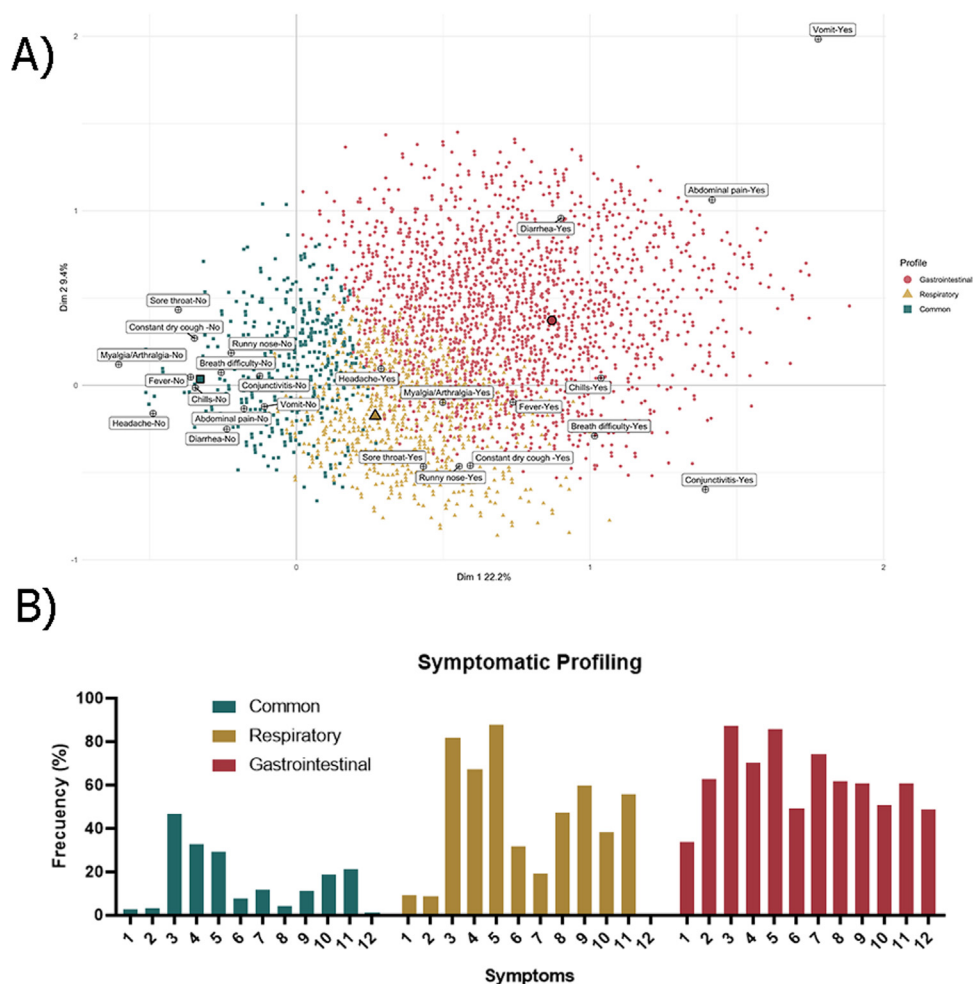 A)
2
Vomit-Yes
Abdominal pain-Yes
1
Diarrhea-Yes
Dim 2 9.4%
Profile
Gastrointestinal
Respiratory
Common
Sore throat-No
Constant dry cough -No
Runny nose-No
Myalgia/Arthralgia-No
Breath difficulty-No
Fever-No
Conjunctivitis-No
Headache-Yes
0
Chills-Yes
Chills-No
Myalgia/Arthralgia-Yes
Vomit-No
Fever-Yes
Headache-No
Abdominal pain-No
Breath difficulty-Yes
Diarrhea-No
Sore throat-Yes
Constant dry cough -Yes
Runny nose-Yes
Conjunctivitis-Yes
-1
0 1 2
Dim 1 22.2%
B)
Symptomatic Profiling
Common
Respiratory
Gastrointestinal
Frecuency (%)
100
80
60
40
20
0
1 2 3 4 5 6 7 8 9 10 11 12 1 2 3 4 5 6 7 8 9 10 11 12 1 2 3 4 5 6 7 8 9 10 11 12
Symptoms